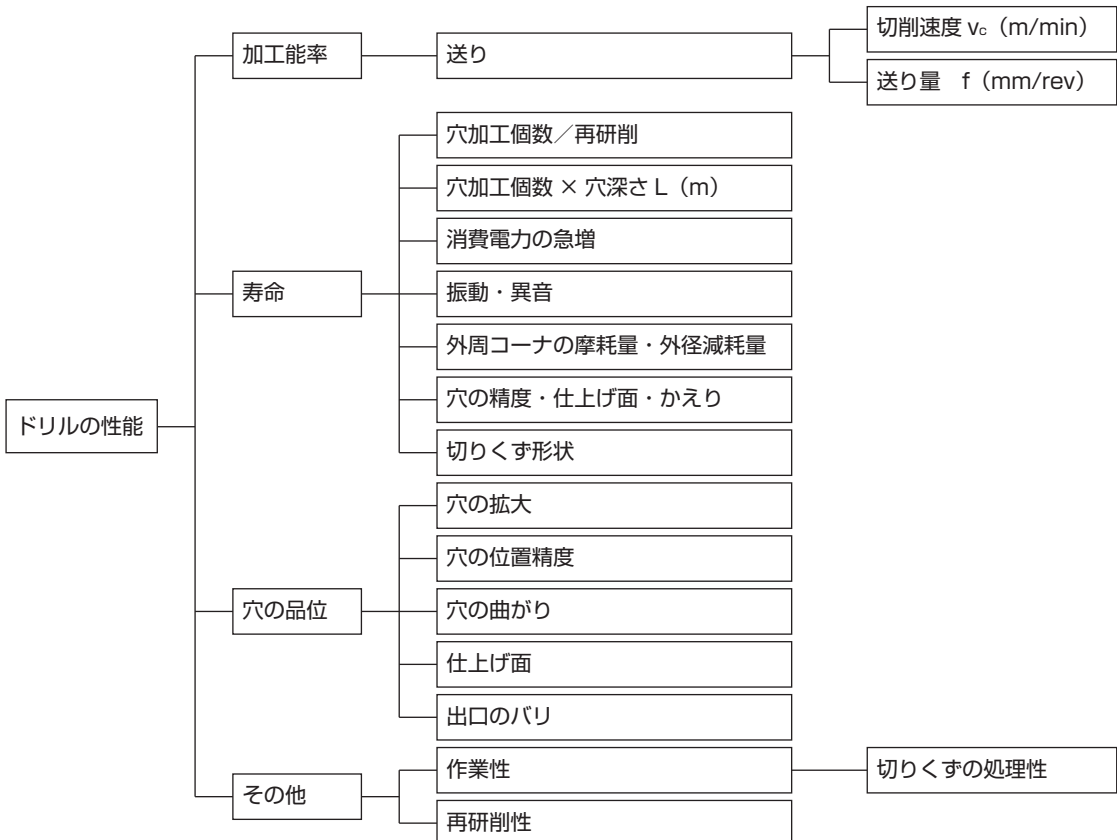 ドリルの性能
加工能率
送り
切削速度 vc（m/min）
送り量　f（mm/rev）
寿命
穴加工個数／再研削
穴加工個数 × 穴深さ L（m）
消費電力の急増
振動・異音
外周コーナの摩耗量・外径減耗量
穴の精度・仕上げ面・かえり
切りくず形状
穴の品位
穴の拡大
穴の位置精度
穴の曲がり
仕上げ面
出口のバリ
その他
作業性
切りくずの処理性
再研削性